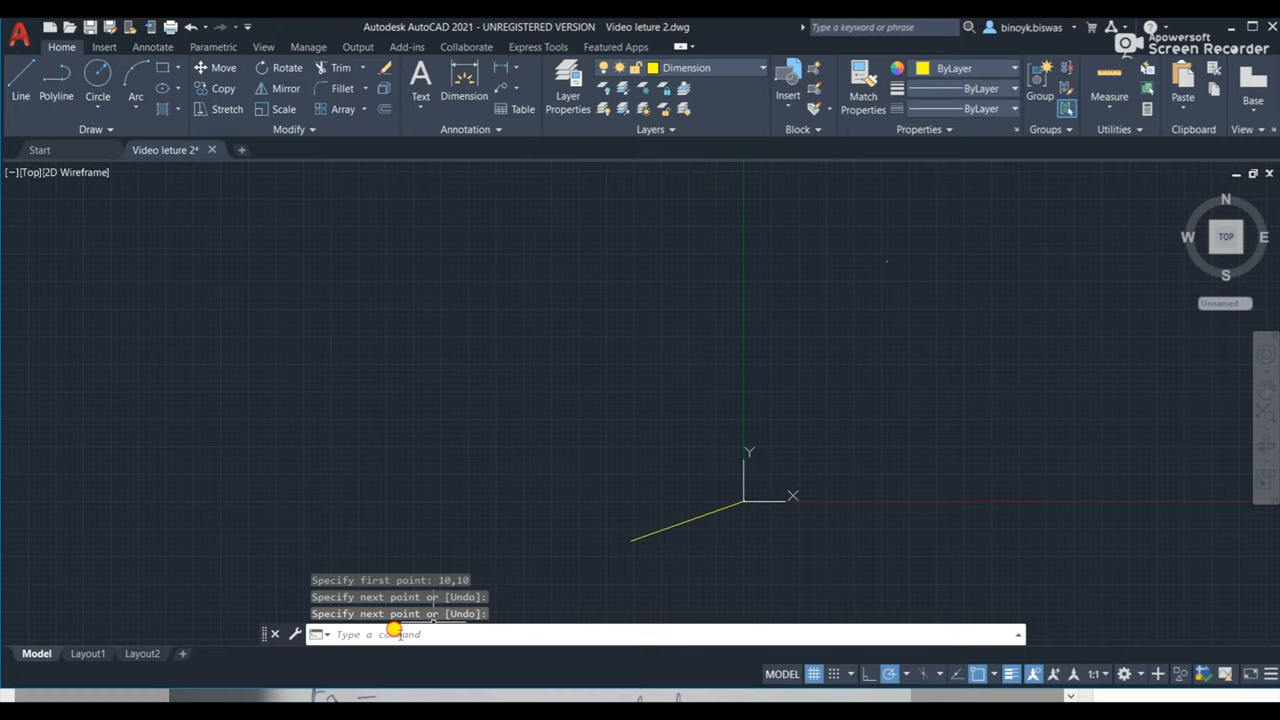 Autodesk AutoCAD 2021 - UNREGISTERED VERSION Video leture 2.dwg
Type a keyword or phrase
binoyk.biswas
Apowersoft
Screen Recorder
Home Insert Annotate Parametric View Manage Output Add-ins Collaborate Express Tools Featured Apps
Line Polyline Circle Arc
Move Rotate Trim
Copy Mirror Fillet
Stretch Scale Array
Text Dimension Table
Layer Properties
Dimension
Insert
Match Properties
ByLayer
ByLayer
ByLayer
Group Measure Paste Base
Draw Modify Annotation Layers Block Properties Groups Utilities Clipboard View
Start Video leture 2*
[−][Top][2D Wireframe]
N
W TOP E
S
Unnamed
Y
X
Specify first point: 10,10
Specify next point or [Undo]:
Specify next point or [Undo]:
Type a command
Model Layout1 Layout2
MODEL 1:1